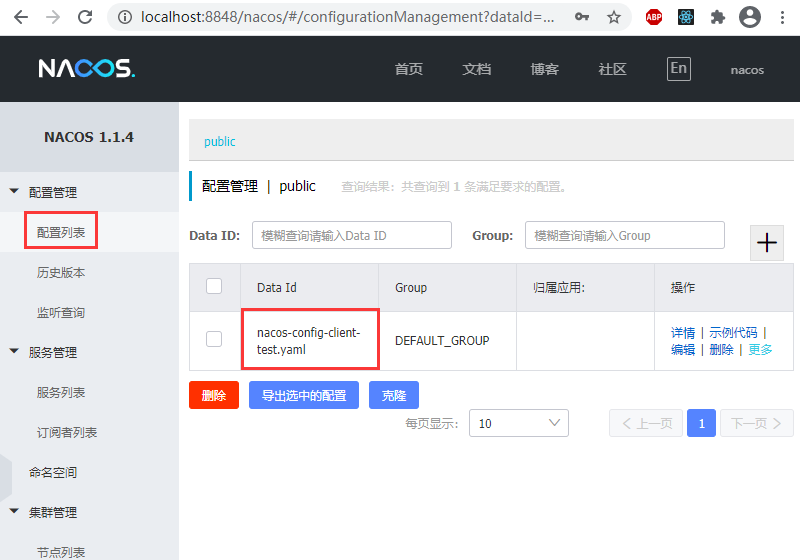 localhost:8848/nacos/#/configurationManagement?dataId=...
ABP
NACOS.
首页 文档 博客 社区 En nacos
NACOS 1.1.4
public
配置管理
配置管理 | public 查询结果：共查询到 1 条满足要求的配置。
配置列表
Data ID: 模糊查询请输入Data ID Group: 模糊查询请输入Group
历史版本
Data Id Group 归属应用: 操作
监听查询
nacos-config-client-test.yaml DEFAULT_GROUP 详情 | 示例代码 |
编辑 | 删除 | 更多
服务管理
服务列表
删除 导出选中的配置 克隆
每页显示: 10 上一页 1 下一页
订阅者列表
命名空间
集群管理
节点列表